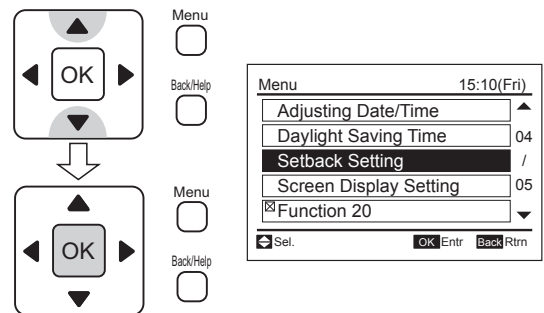 Menu
OK
Back/Help
Menu
OK
Back/Help
Menu 15:10(Fri)
Adjusting Date/Time
Daylight Saving Time 04
Setback Setting /
Screen Display Setting 05
Function 20
Sel. OK Entr Back Rtrn